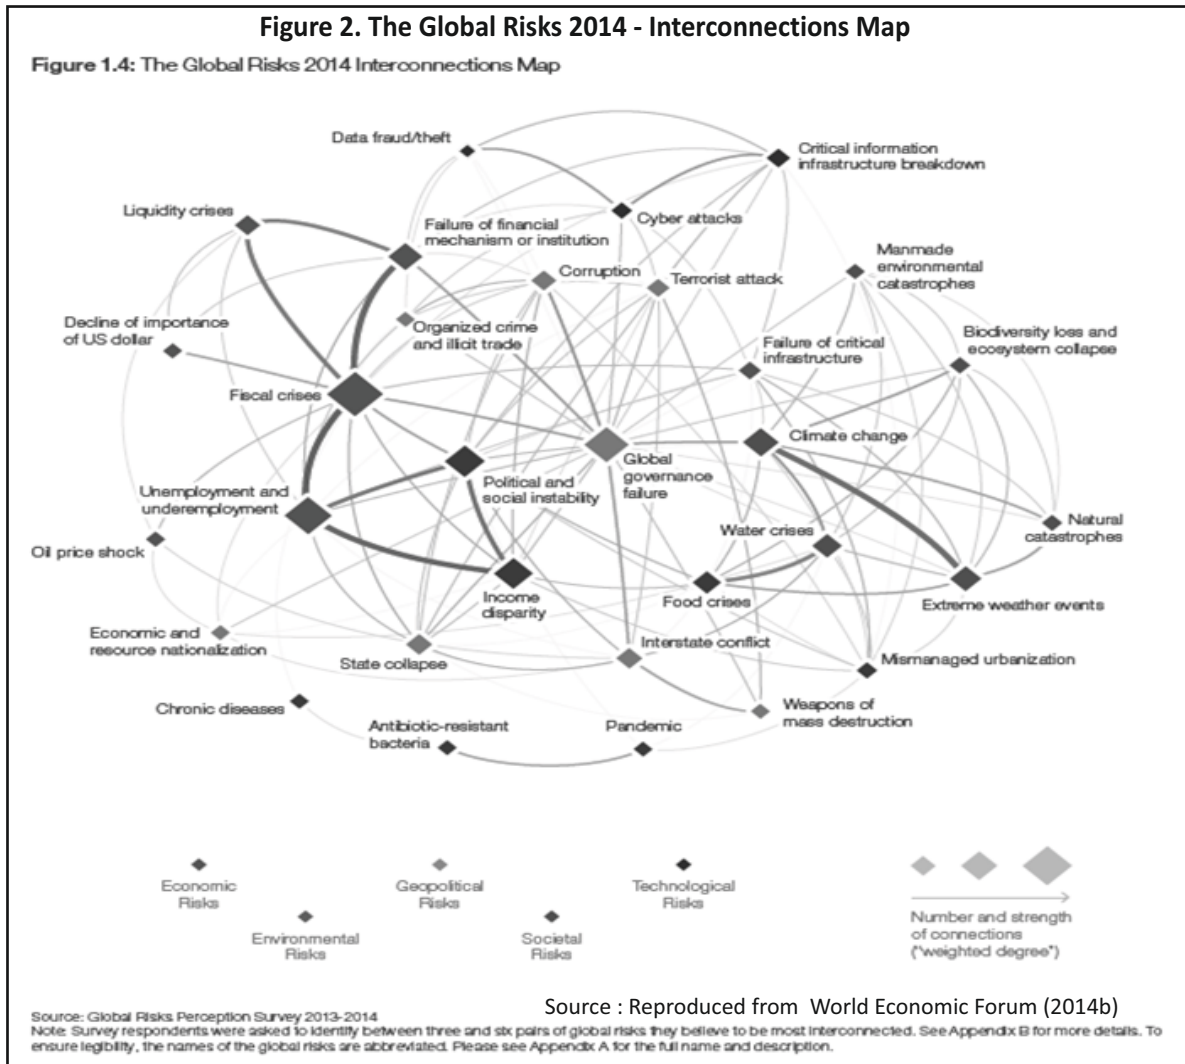 Figure 2. The Global Risks 2014 - Interconnections Map
Figure 1.4: The Global Risks 2014 Interconnections Map
Data fraud/theft
Critical information
infrastructure breakdown
Liquidity crises
Failure of financial
mechanism or institution
Cyber attacks
Manmade
environmental
catastrophes
Corruption
Terrorist attack
Decline of importance
of US dollar
Organized crime
and illicit trade
Failure of critical
infrastructure
Biodiversity loss and
ecosystem collapse
Fiscal crises
Climate change
Global
governance
failure
Political and
social instability
Unemployment and
underemployment
Oil price shock
Water crises
Natural
catastrophes
Income
disparity
Food crises
Extreme weather events
Economic and
resource nationalization
State collapse
Interstate conflict
Mismanaged urbanization
Chronic diseases
Antibiotic-resistant
bacteria
Pandemic
Weapons of
mass destruction
Economic
Risks
Geopolitical
Risks
Technological
Risks
Environmental
Risks
Societal
Risks
Number and strength
of connections
("weighted degree")
Source : Reproduced from World Economic Forum (2014b)
Source: Global Risks Perception Survey 2013-2014
Note: Survey respondents were asked to identify between three and six pairs of global risks they believe to be most interconnected. See Appendix B for more details. To
ensure legibility, the names of the global risks are abbreviated. Please see Appendix A for the full name and description.